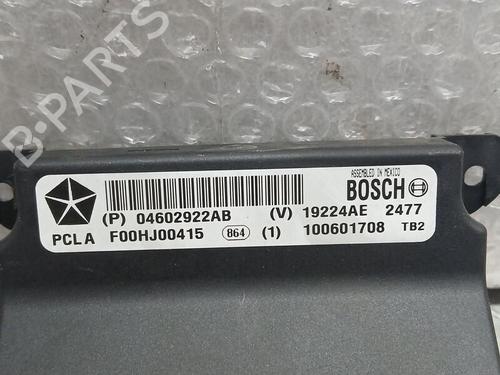 B-PARTS
ASSEMBLED IN MEXICO
BOSCH
(P) 04602922AB (V) 19224AE 2477
PCL A F00HJ00415 864 (1) 100601708 TB2